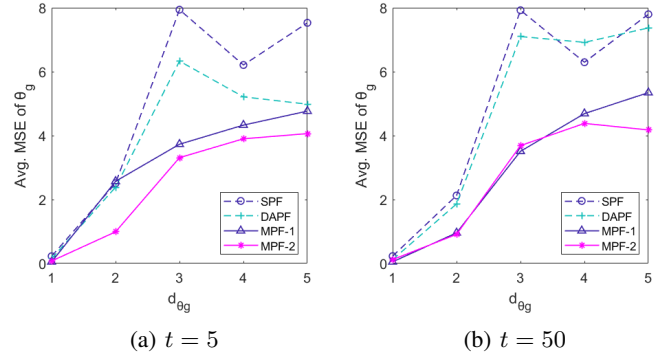 8
6
4
2
0
Avg. MSE of θg
SPF
DAPF
MPF-1
MPF-2
1 2 3 4 5
dθg
(a) t = 5
8
6
4
2
0
Avg. MSE of θg
SPF
DAPF
MPF-1
MPF-2
1 2 3 4 5
dθg
(b) t = 50